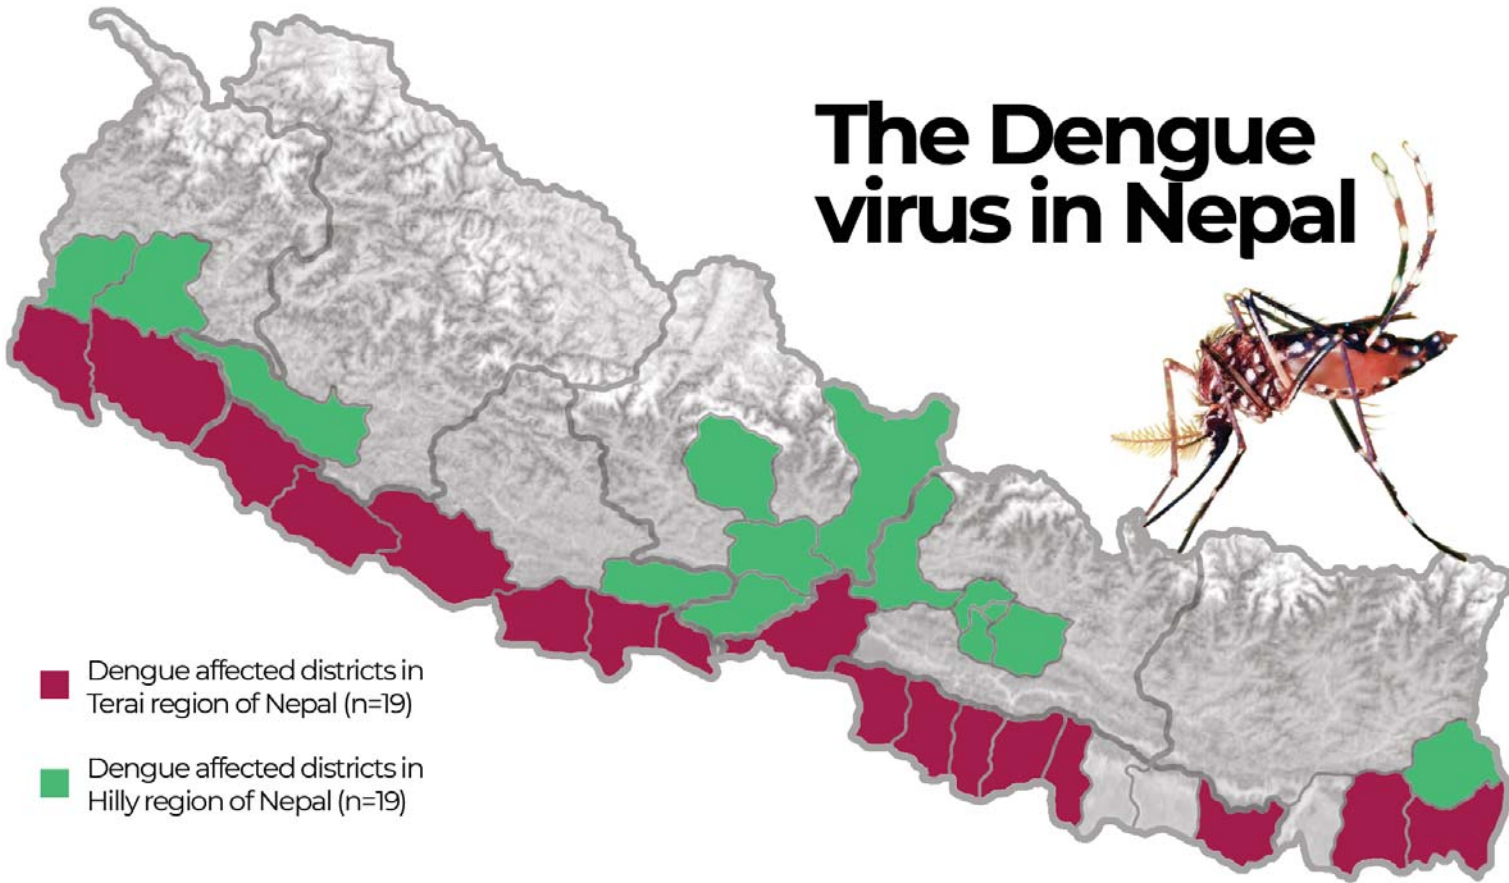 The Dengue
virus in Nepal
Dengue affected districts in
Terai region of Nepal (n=19)
Dengue affected districts in
Hilly region of Nepal (n=19)